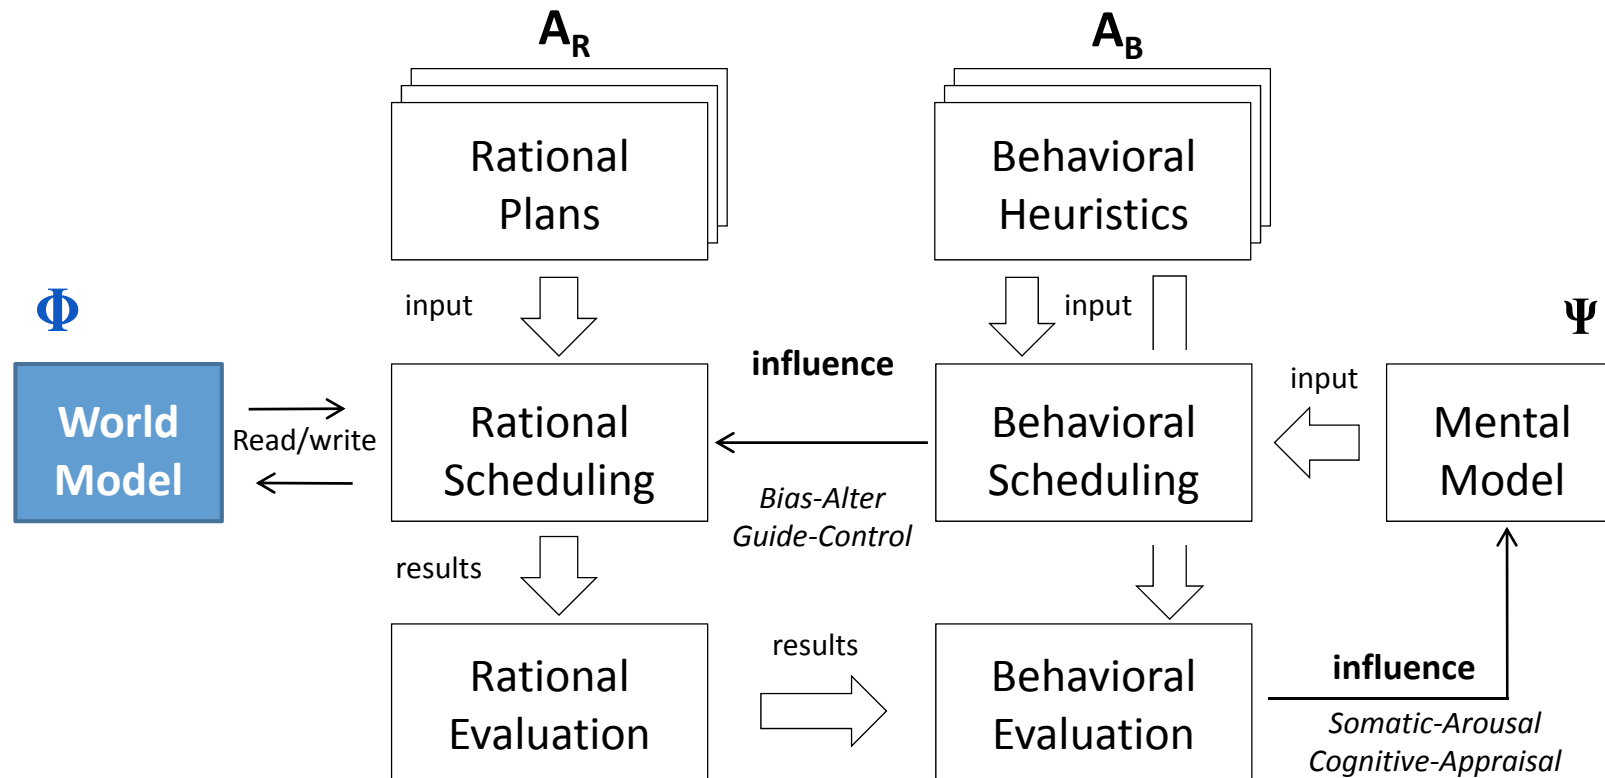 A_R
A_B
Rational
Plans
Behavioral
Heuristics
input
input
Φ
Ψ
World
Model
Read/write
Rational
Scheduling
influence
Bias-Alter
Guide-Control
Behavioral
Scheduling
input
Mental
Model
results
Rational
Evaluation
results
Behavioral
Evaluation
influence
Somatic-Arousal
Cognitive-Appraisal